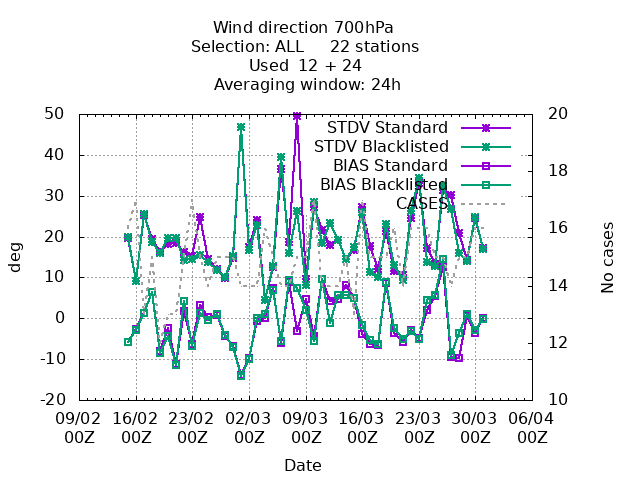 Wind direction 700hPa
Selection: ALL 22 stations
Used 12 + 24
Averaging window: 24h
50
40
30
20
10
0
-10
-20
deg
STDV Standard
STDV Blacklisted
BIAS Standard
BIAS Blacklisted
CASES
20
18
16
14
12
10
No cases
09/02 16/02 23/02 02/03 09/03 16/03 23/03 30/03 06/04
00Z 00Z 00Z 00Z 00Z 00Z 00Z 00Z 00Z
Date